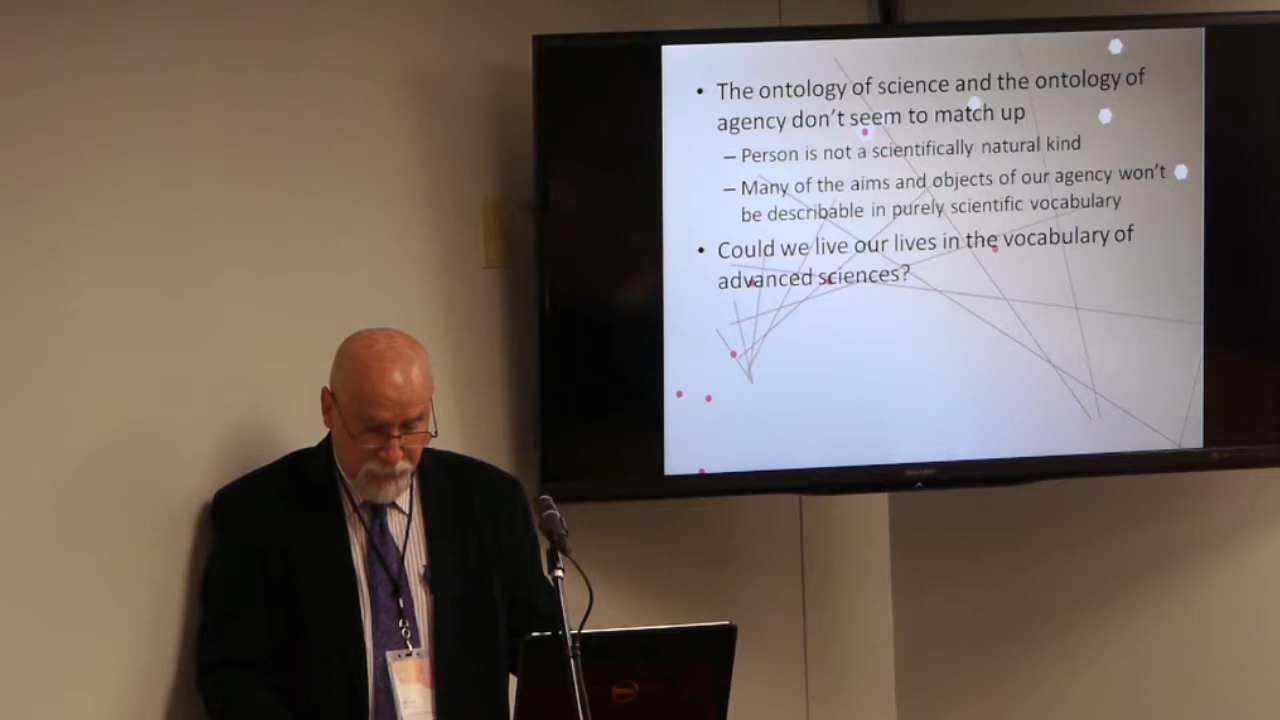 • The ontology of science and the ontology of
agency don't seem to match up
– Person is not a scientifically natural kind
– Many of the aims and objects of our agency won't
be describable in purely scientific vocabulary
• Could we live our lives in the vocabulary of
advanced sciences?
SHARP
DELL